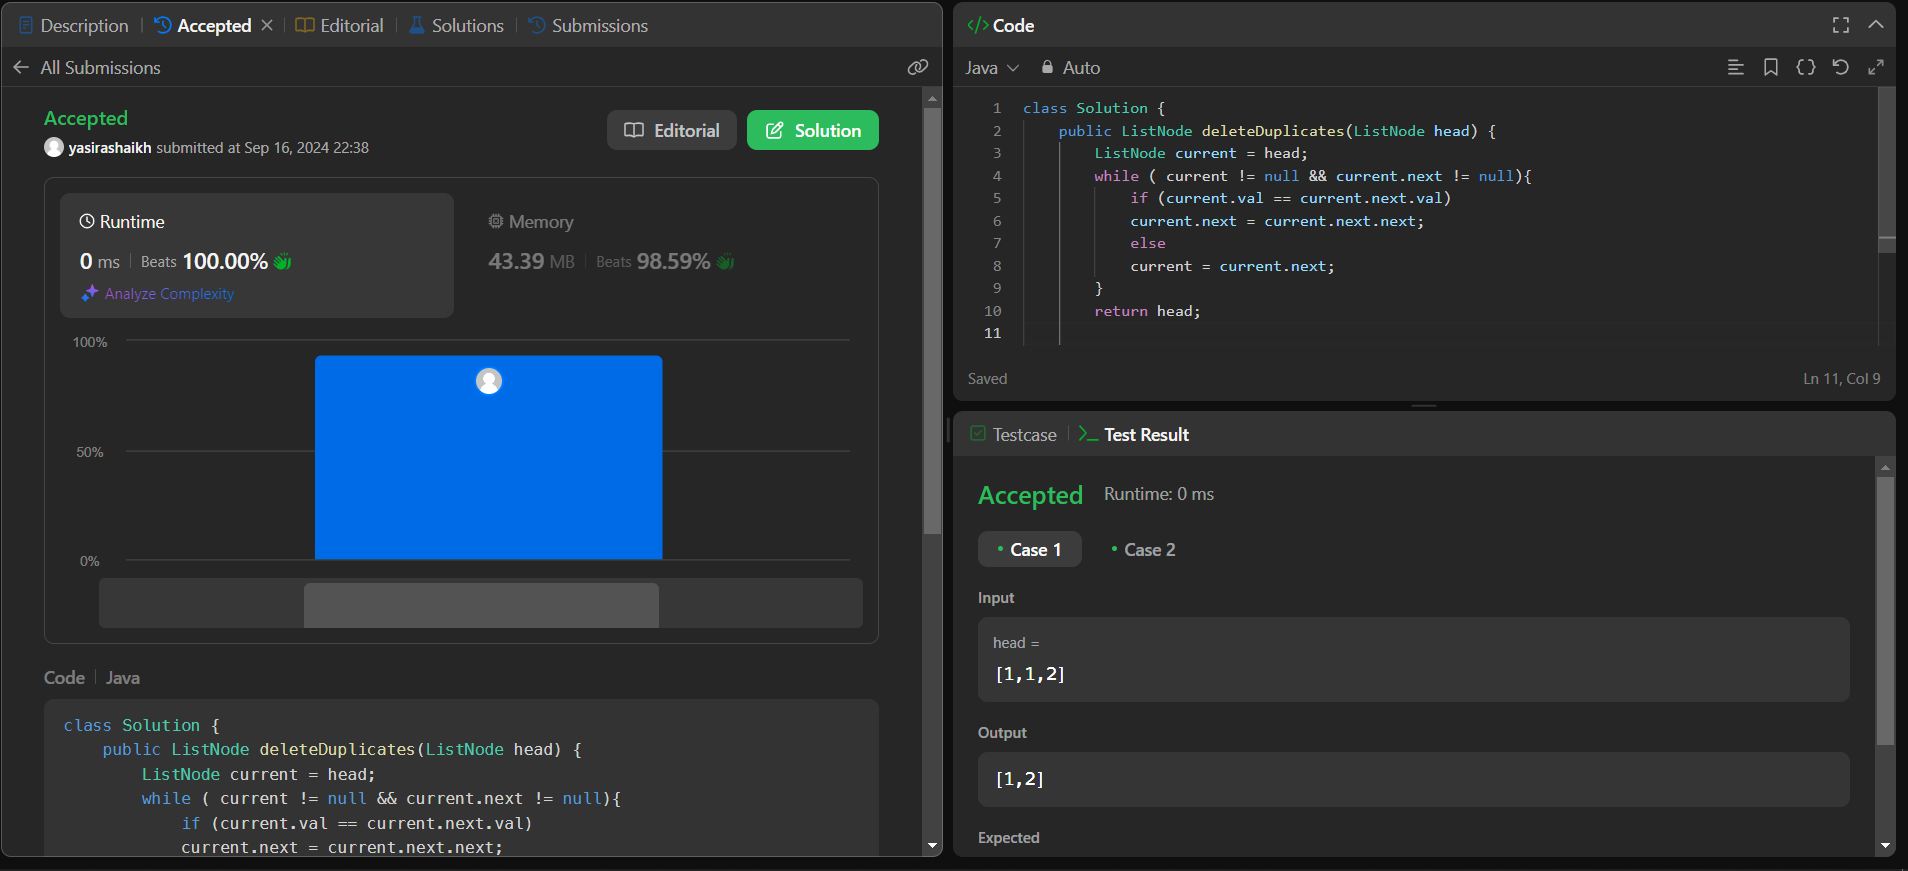 Description
Accepted
Editorial
Solutions
Submissions
All Submissions
Accepted
yasirashaikh submitted at Sep 16, 2024 22:38
Editorial
Solution
Runtime
0 ms
Beats 100.00%
Analyze Complexity
Memory
43.39 MB
Beats 98.59%
100%
50%
0%
Code
Java
class Solution {
public ListNode deleteDuplicates(ListNode head) {
ListNode current = head;
while ( current != null && current.next != null){
if (current.val == current.next.val)
current.next = current.next.next;
</> Code
Java
Auto
1 class Solution {
2 public ListNode deleteDuplicates(ListNode head) {
3 ListNode current = head;
4 while ( current != null && current.next != null){
5 if (current.val == current.next.val)
6 current.next = current.next.next;
7 else
8 current = current.next;
9 }
10 return head;
11
Saved
Ln 11, Col 9
Testcase
Test Result
Accepted
Runtime: 0 ms
Case 1
Case 2
Input
head =
[1,1,2]
Output
[1,2]
Expected